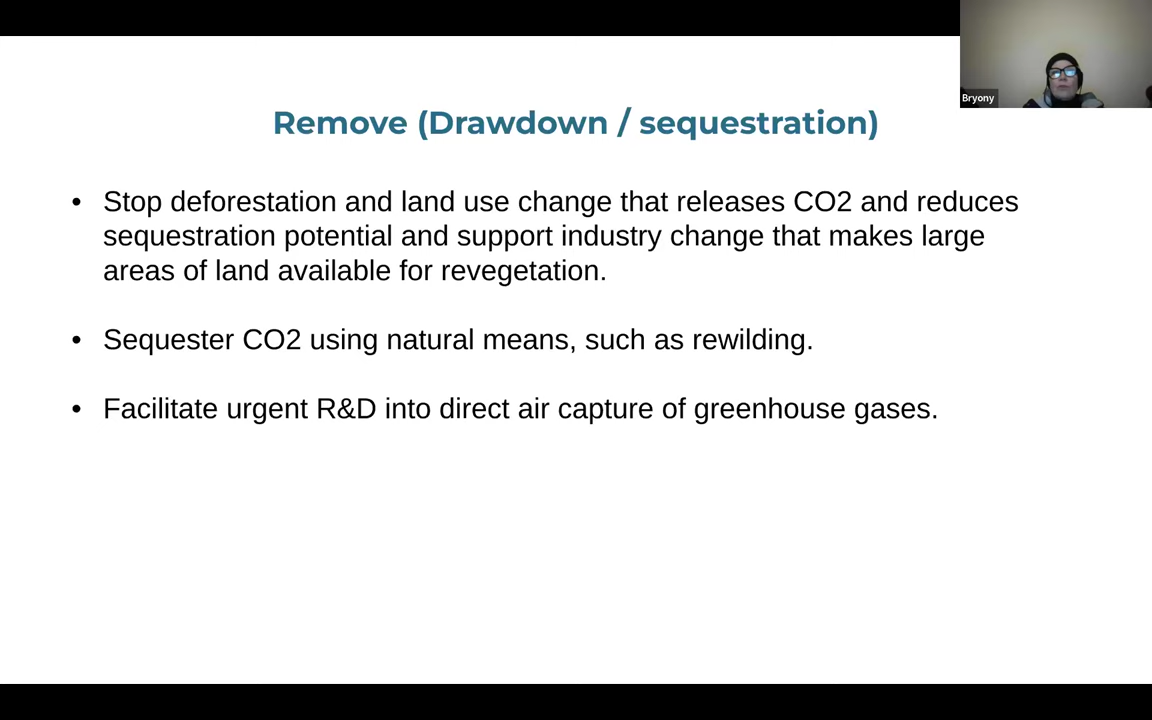 Bryony
Remove (Drawdown / sequestration)
• Stop deforestation and land use change that releases CO2 and reduces
sequestration potential and support industry change that makes large
areas of land available for revegetation.
• Sequester CO2 using natural means, such as rewilding.
• Facilitate urgent R&D into direct air capture of greenhouse gases.